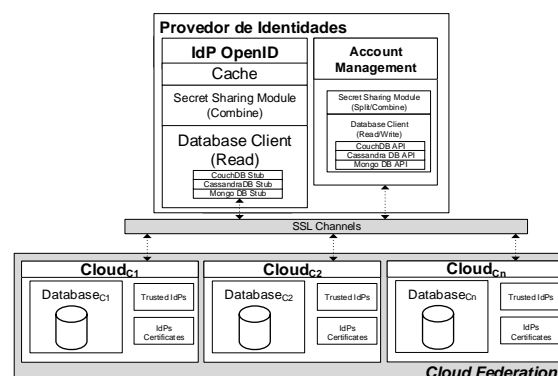 Provedor de Identidades
IdP OpenID
Cache
Secret Sharing Module
(Combine)
Database Client
(Read)
CouchDB Stub
CassandraDB Stub
Mongo DB Stub
Account
Management
Secret Sharing Module
(Split/Combine)
Database Client
(Read/Write)
CouchDB API
Cassandra DB API
Mongo DB API
SSL Channels
CloudC1
DatabaseC1
Trusted IdPs
IdPs
Certificates
CloudC2
DatabaseC2
Trusted IdPs
IdPs
Certificates
CloudCn
DatabaseCn
Trusted IdPs
IdPs
Certificates
Cloud Federation